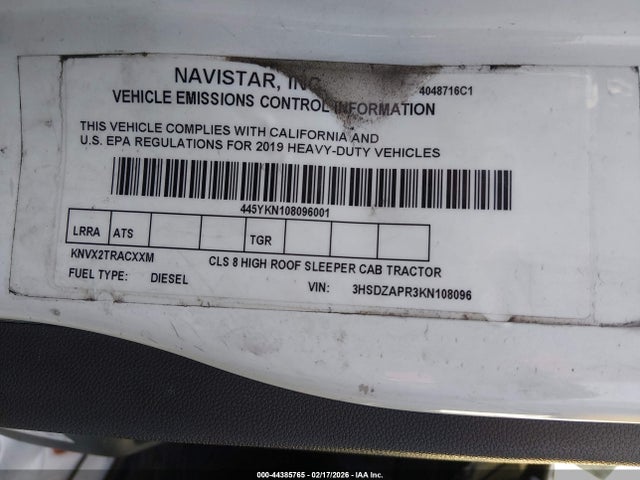 NAVISTAR, INC
4048716C1
VEHICLE EMISSIONS CONTROL INFORMATION
THIS VEHICLE COMPLIES WITH CALIFORNIA AND
U.S. EPA REGULATIONS FOR 2019 HEAVY-DUTY VEHICLES
445YKN108096001
LRRA ATS TGR
KNVX2TRACXXM CLS 8 HIGH ROOF SLEEPER CAB TRACTOR
FUEL TYPE: DIESEL VIN: 3HSDZAPR3KN108096
000-44385765 - 02/17/2026 - IAA Inc.